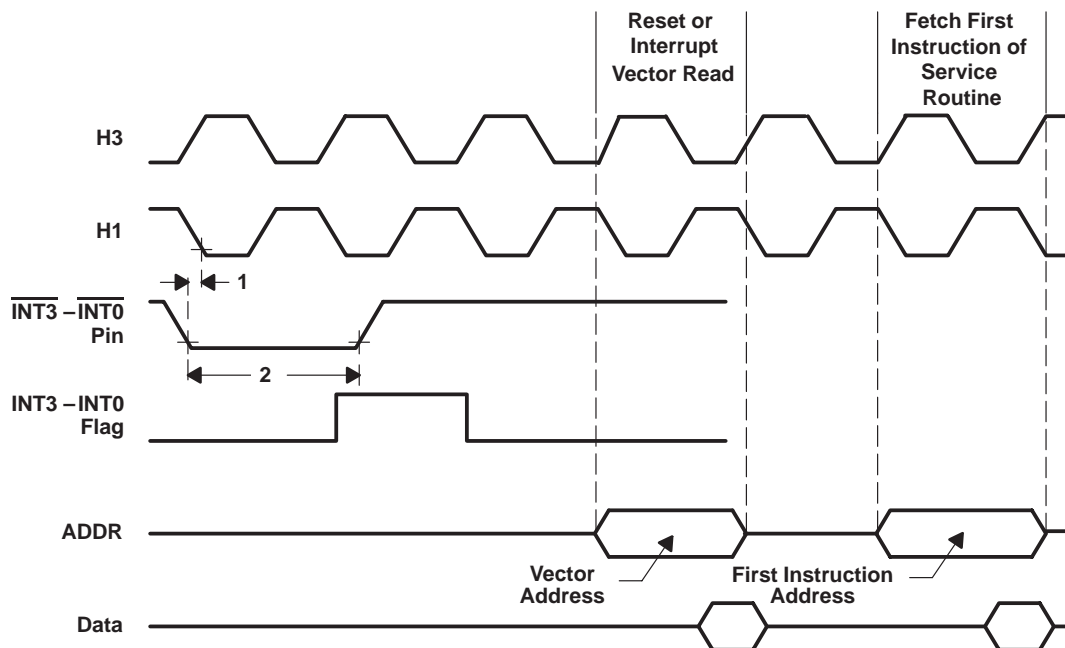 Reset or
Interrupt
Vector Read
Fetch First
Instruction of
Service
Routine
H3
H1
1
INT3 – INT0
Pin
2
INT3 – INT0
Flag
ADDR
Vector
Address
First Instruction
Address
Data